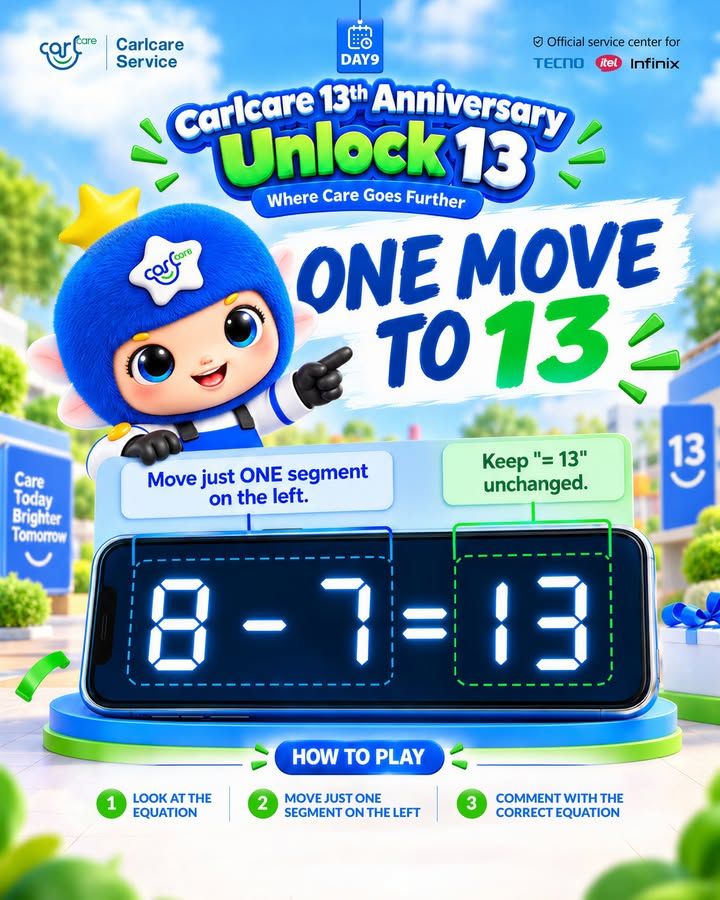 carlcare
Carlcare
Service
DAY9
Official service center for
TECNO itel Infinix
Carlcare 13th Anniversary
Unlock 13
Where Care Goes Further
carlcare
ONE MOVE
TO 13
Move just ONE segment
on the left.
Keep "= 13"
unchanged.
Care
Today
Brighter
Tomorrow
13
8 - 7 = 13
HOW TO PLAY
1 LOOK AT THE
EQUATION
2 MOVE JUST ONE
SEGMENT ON THE LEFT
3 COMMENT WITH THE
CORRECT EQUATION